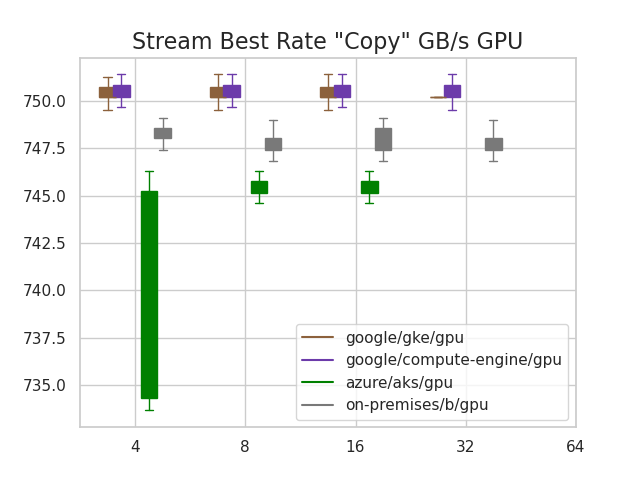 Stream Best Rate "Copy" GB/s GPU
750.0
747.5
745.0
742.5
740.0
737.5
735.0
google/gke/gpu
google/compute-engine/gpu
azure/aks/gpu
on-premises/b/gpu
4 8 16 32 64